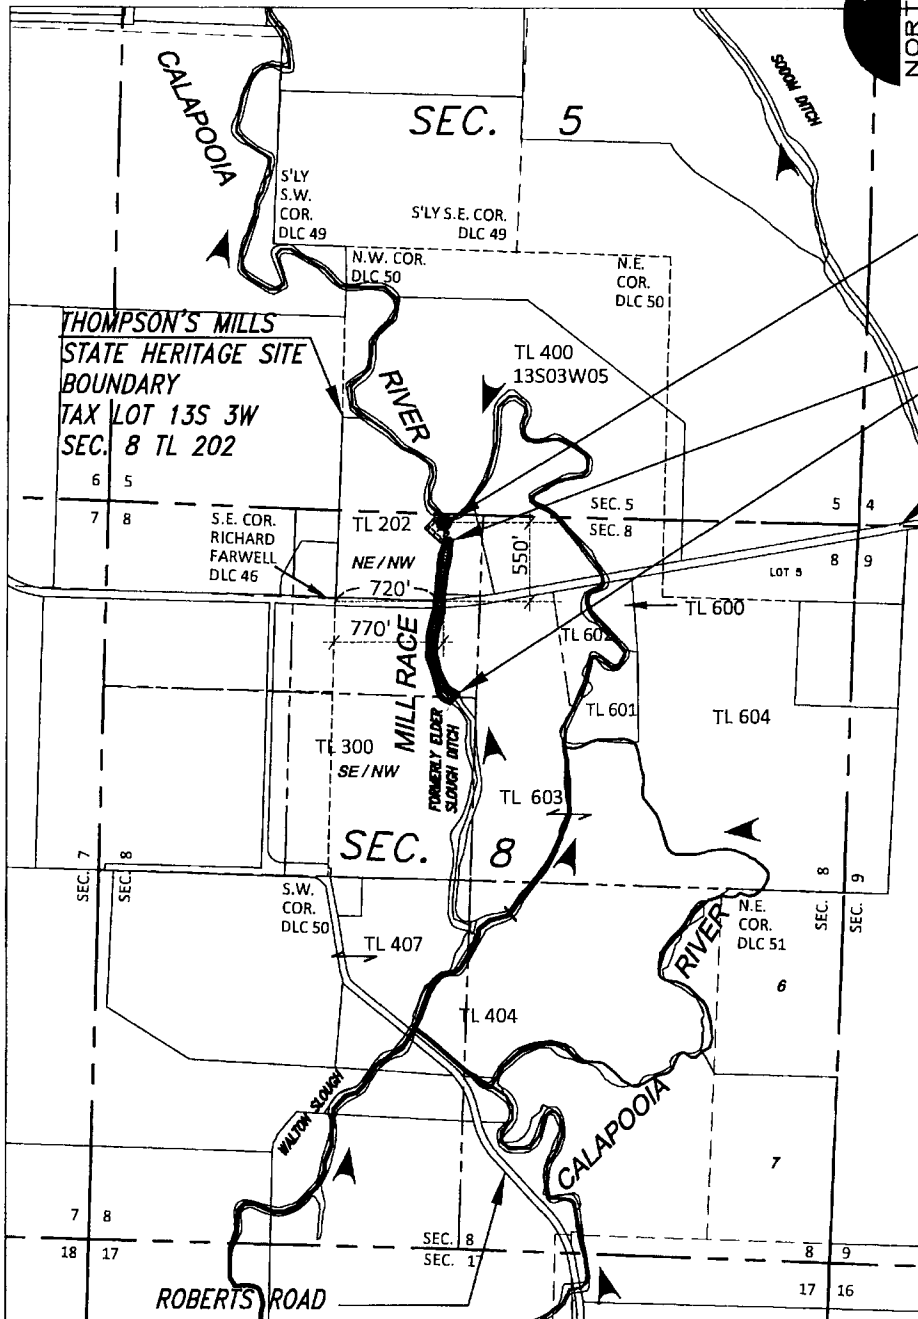 NORT
CALAPOOIA
SODOM DITCH
SEC. 5
S'LY
S.W.
COR.
DLC 49
S'LY S.E. COR.
DLC 49
N.W. COR.
DLC 50
N.E.
COR.
DLC 50
THOMPSON'S MILLS
STATE HERITAGE SITE
BOUNDARY
TAX LOT 13S 3W
SEC. 8 TL 202
RIVER
TL 400
13S03W05
6 5
7 8
S.E. COR.
RICHARD
FARWELL
DLC 46
TL 202
NE/NW
720'
770'
550'
SEC. 5
SEC. 8
5 4
8 9
LOT 5
TL 600
TL 602
MILL RACE
TL 601
TL 604
FORMERLY ELDER
SLOUGH DITCH
TL 300
SE/NW
TL 603
SEC. 8
SEC. 7
SEC. 8
SEC. 8
SEC. 9
S.W.
COR.
DLC 50
TL 407
RIVER
N.E.
COR.
DLC 51
6
TL 404
WALTON SLOUGH
CALAPOOIA
7
7 8
18 17
SEC. 8
SEC. 17
8 9
17 16
ROBERTS ROAD